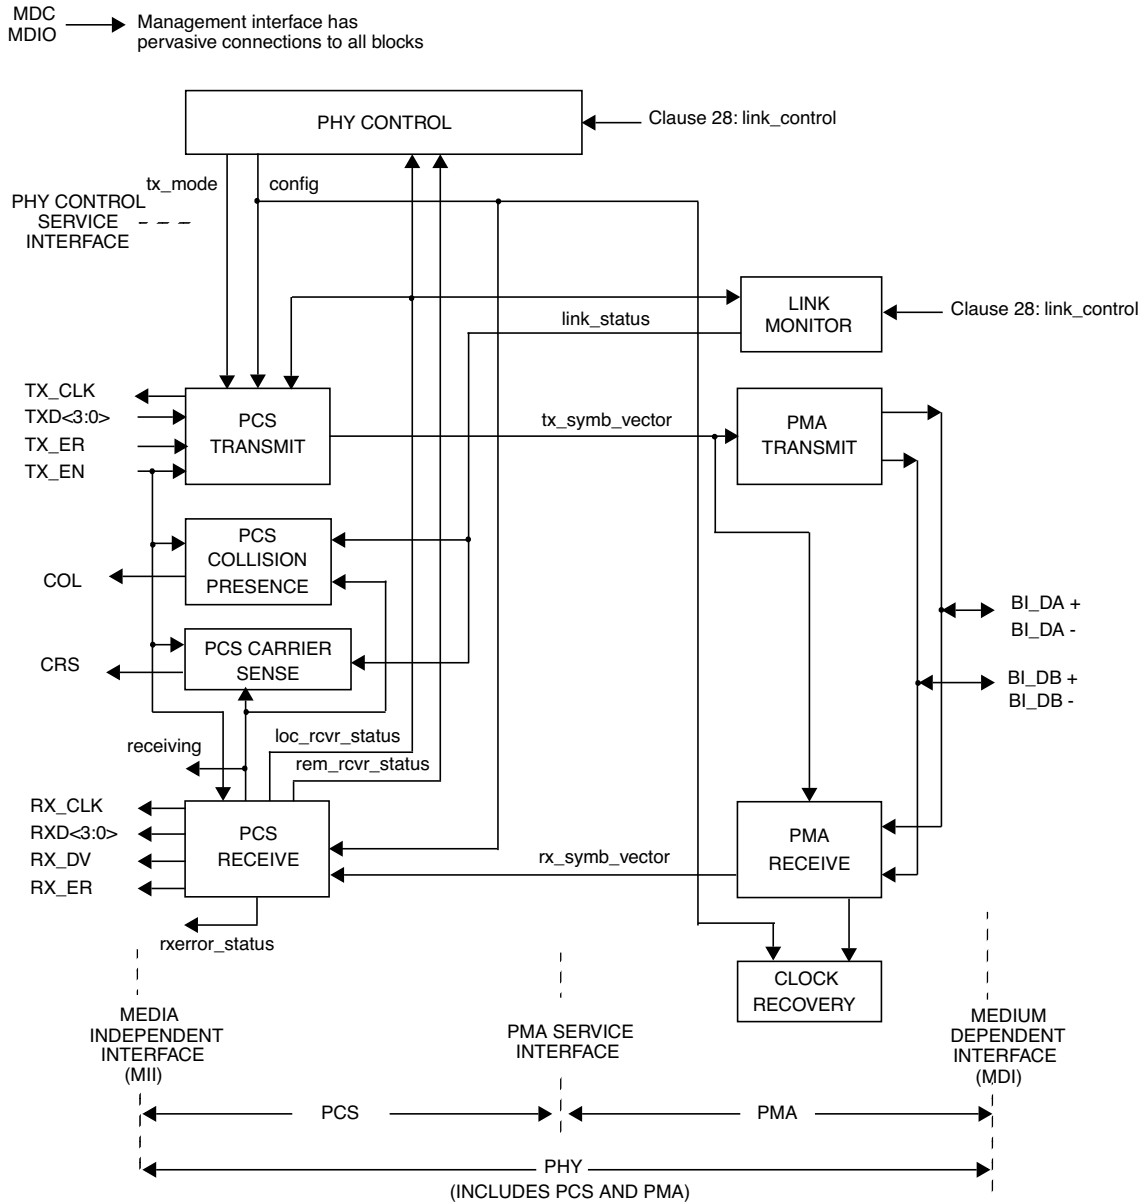 MDC
MDIO
Management interface has
pervasive connections to all blocks
PHY CONTROL
Clause 28: link_control
tx_mode
config
PHY CONTROL
SERVICE
INTERFACE
LINK
MONITOR
Clause 28: link_control
link_status
TX_CLK
TXD<3:0>
TX_ER
TX_EN
PCS
TRANSMIT
tx_symb_vector
PMA
TRANSMIT
PCS
COLLISION
PRESENCE
COL
BI_DA +
BI_DA -
PCS CARRIER
SENSE
CRS
BI_DB +
BI_DB -
receiving
loc_rcvr_status
rem_rcvr_status
RX_CLK
RXD<3:0>
RX_DV
RX_ER
PCS
RECEIVE
rx_symb_vector
PMA
RECEIVE
rxerror_status
CLOCK
RECOVERY
MEDIA
INDEPENDENT
INTERFACE
(MII)
PMA SERVICE
INTERFACE
MEDIUM
DEPENDENT
INTERFACE
(MDI)
PCS
PMA
PHY
(INCLUDES PCS AND PMA)